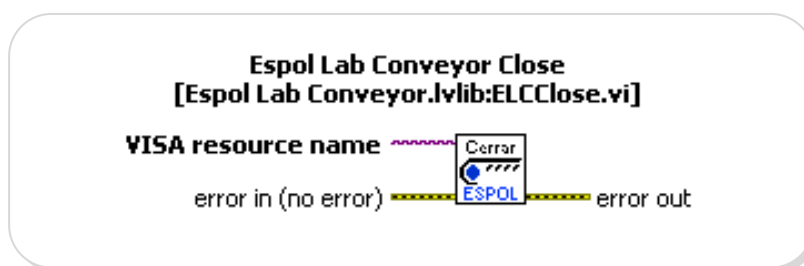 Espol Lab Conveyor Close
[Espol Lab Conveyor.lvlib:ELCClose.vi]
VISA resource name
Cerrar
ESPOL
error in (no error)
error out